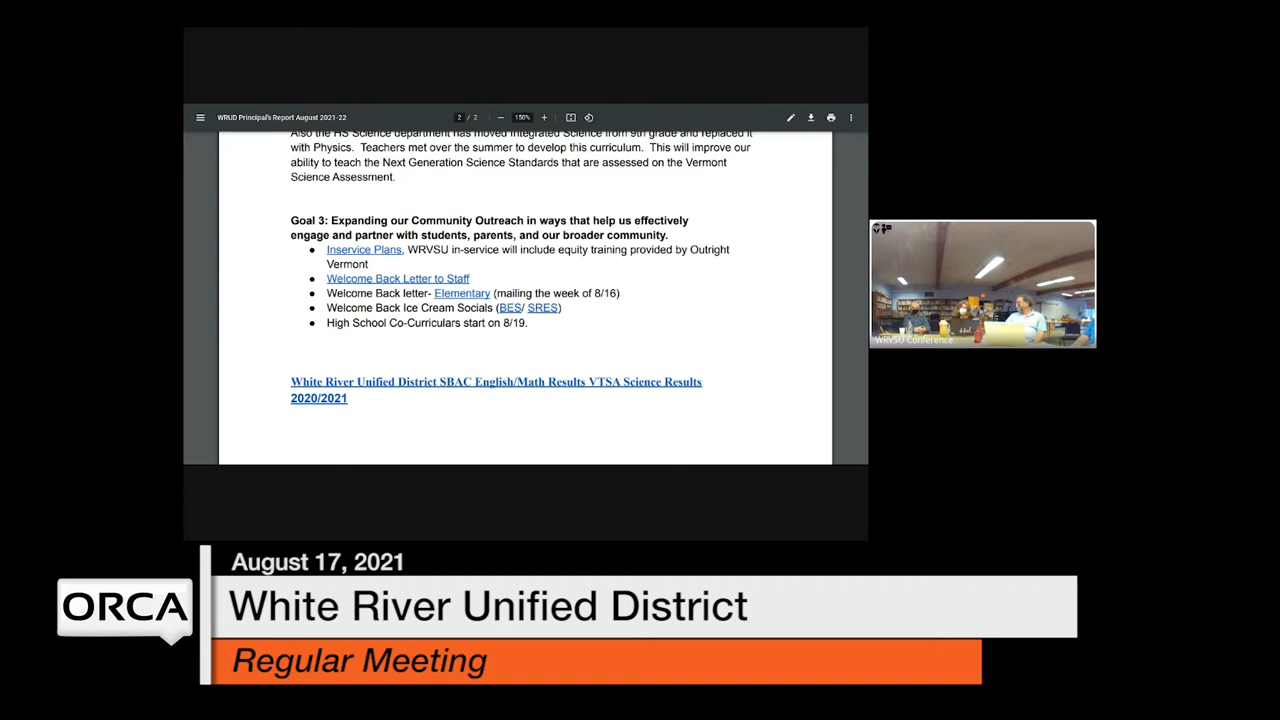 WRUD Principal's Report August 2021-22
2 / 2
150%
Also the HS Science department has moved Integrated Science from 9th grade and replaced it
with Physics. Teachers met over the summer to develop this curriculum. This will improve our
ability to teach the Next Generation Science Standards that are assessed on the Vermont
Science Assessment.
Goal 3: Expanding our Community Outreach in ways that help us effectively
engage and partner with students, parents, and our broader community.
● Inservice Plans, WRVSU in-service will include equity training provided by Outright
Vermont
● Welcome Back Letter to Staff
● Welcome Back letter- Elementary (mailing the week of 8/16)
● Welcome Back Ice Cream Socials (BES/ SRES)
● High School Co-Curriculars start on 8/19.
White River Unified District SBAC English/Math Results VTSA Science Results
2020/2021
WRVSU Conference
August 17, 2021
ORCA
White River Unified District
Regular Meeting